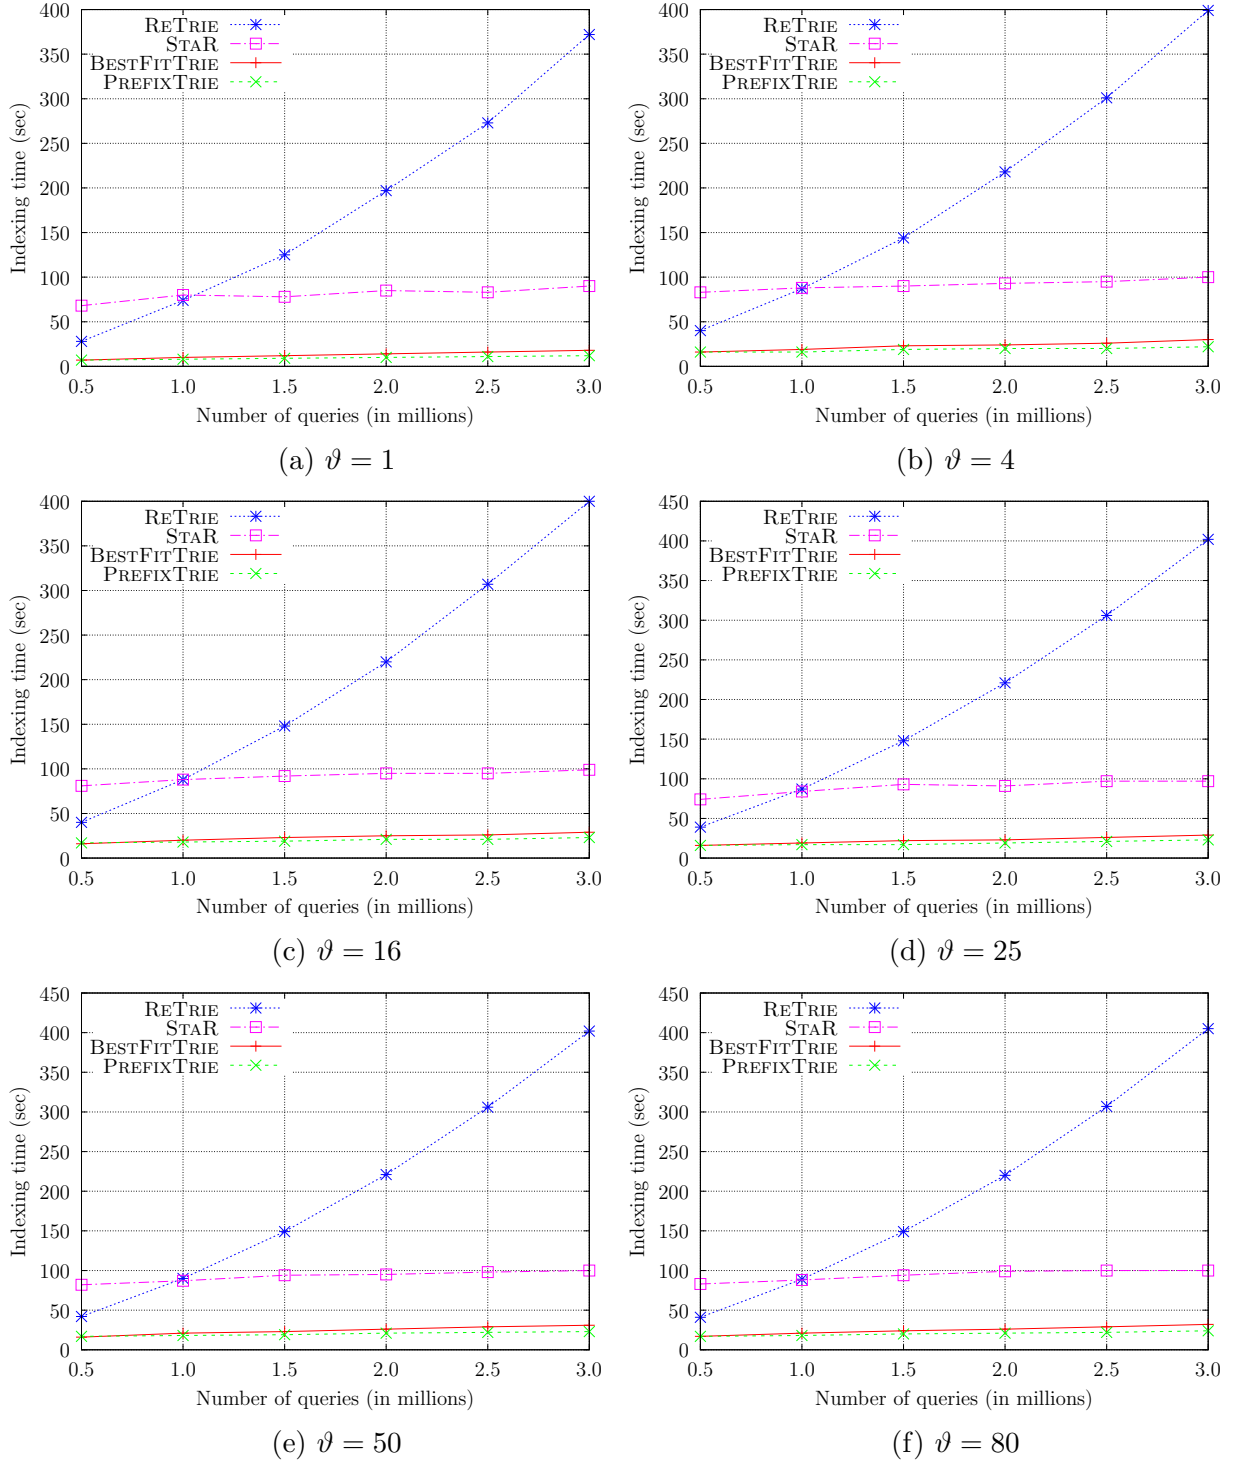 Indexing time (sec)
400
350
300
250
200
150
100
50
0
RETRIE
STAR
BESTFITTRIE
PREFIXTRIE
0.5 1.0 1.5 2.0 2.5 3.0
Number of queries (in millions)
(a) ϑ = 1
Indexing time (sec)
400
350
300
250
200
150
100
50
0
RETRIE
STAR
BESTFITTRIE
PREFIXTRIE
0.5 1.0 1.5 2.0 2.5 3.0
Number of queries (in millions)
(b) ϑ = 4
Indexing time (sec)
400
350
300
250
200
150
100
50
0
RETRIE
STAR
BESTFITTRIE
PREFIXTRIE
0.5 1.0 1.5 2.0 2.5 3.0
Number of queries (in millions)
(c) ϑ = 16
Indexing time (sec)
450
400
350
300
250
200
150
100
50
0
RETRIE
STAR
BESTFITTRIE
PREFIXTRIE
0.5 1.0 1.5 2.0 2.5 3.0
Number of queries (in millions)
(d) ϑ = 25
Indexing time (sec)
450
400
350
300
250
200
150
100
50
0
RETRIE
STAR
BESTFITTRIE
PREFIXTRIE
0.5 1.0 1.5 2.0 2.5 3.0
Number of queries (in millions)
(e) ϑ = 50
Indexing time (sec)
450
400
350
300
250
200
150
100
50
0
RETRIE
STAR
BESTFITTRIE
PREFIXTRIE
0.5 1.0 1.5 2.0 2.5 3.0
Number of queries (in millions)
(f) ϑ = 80